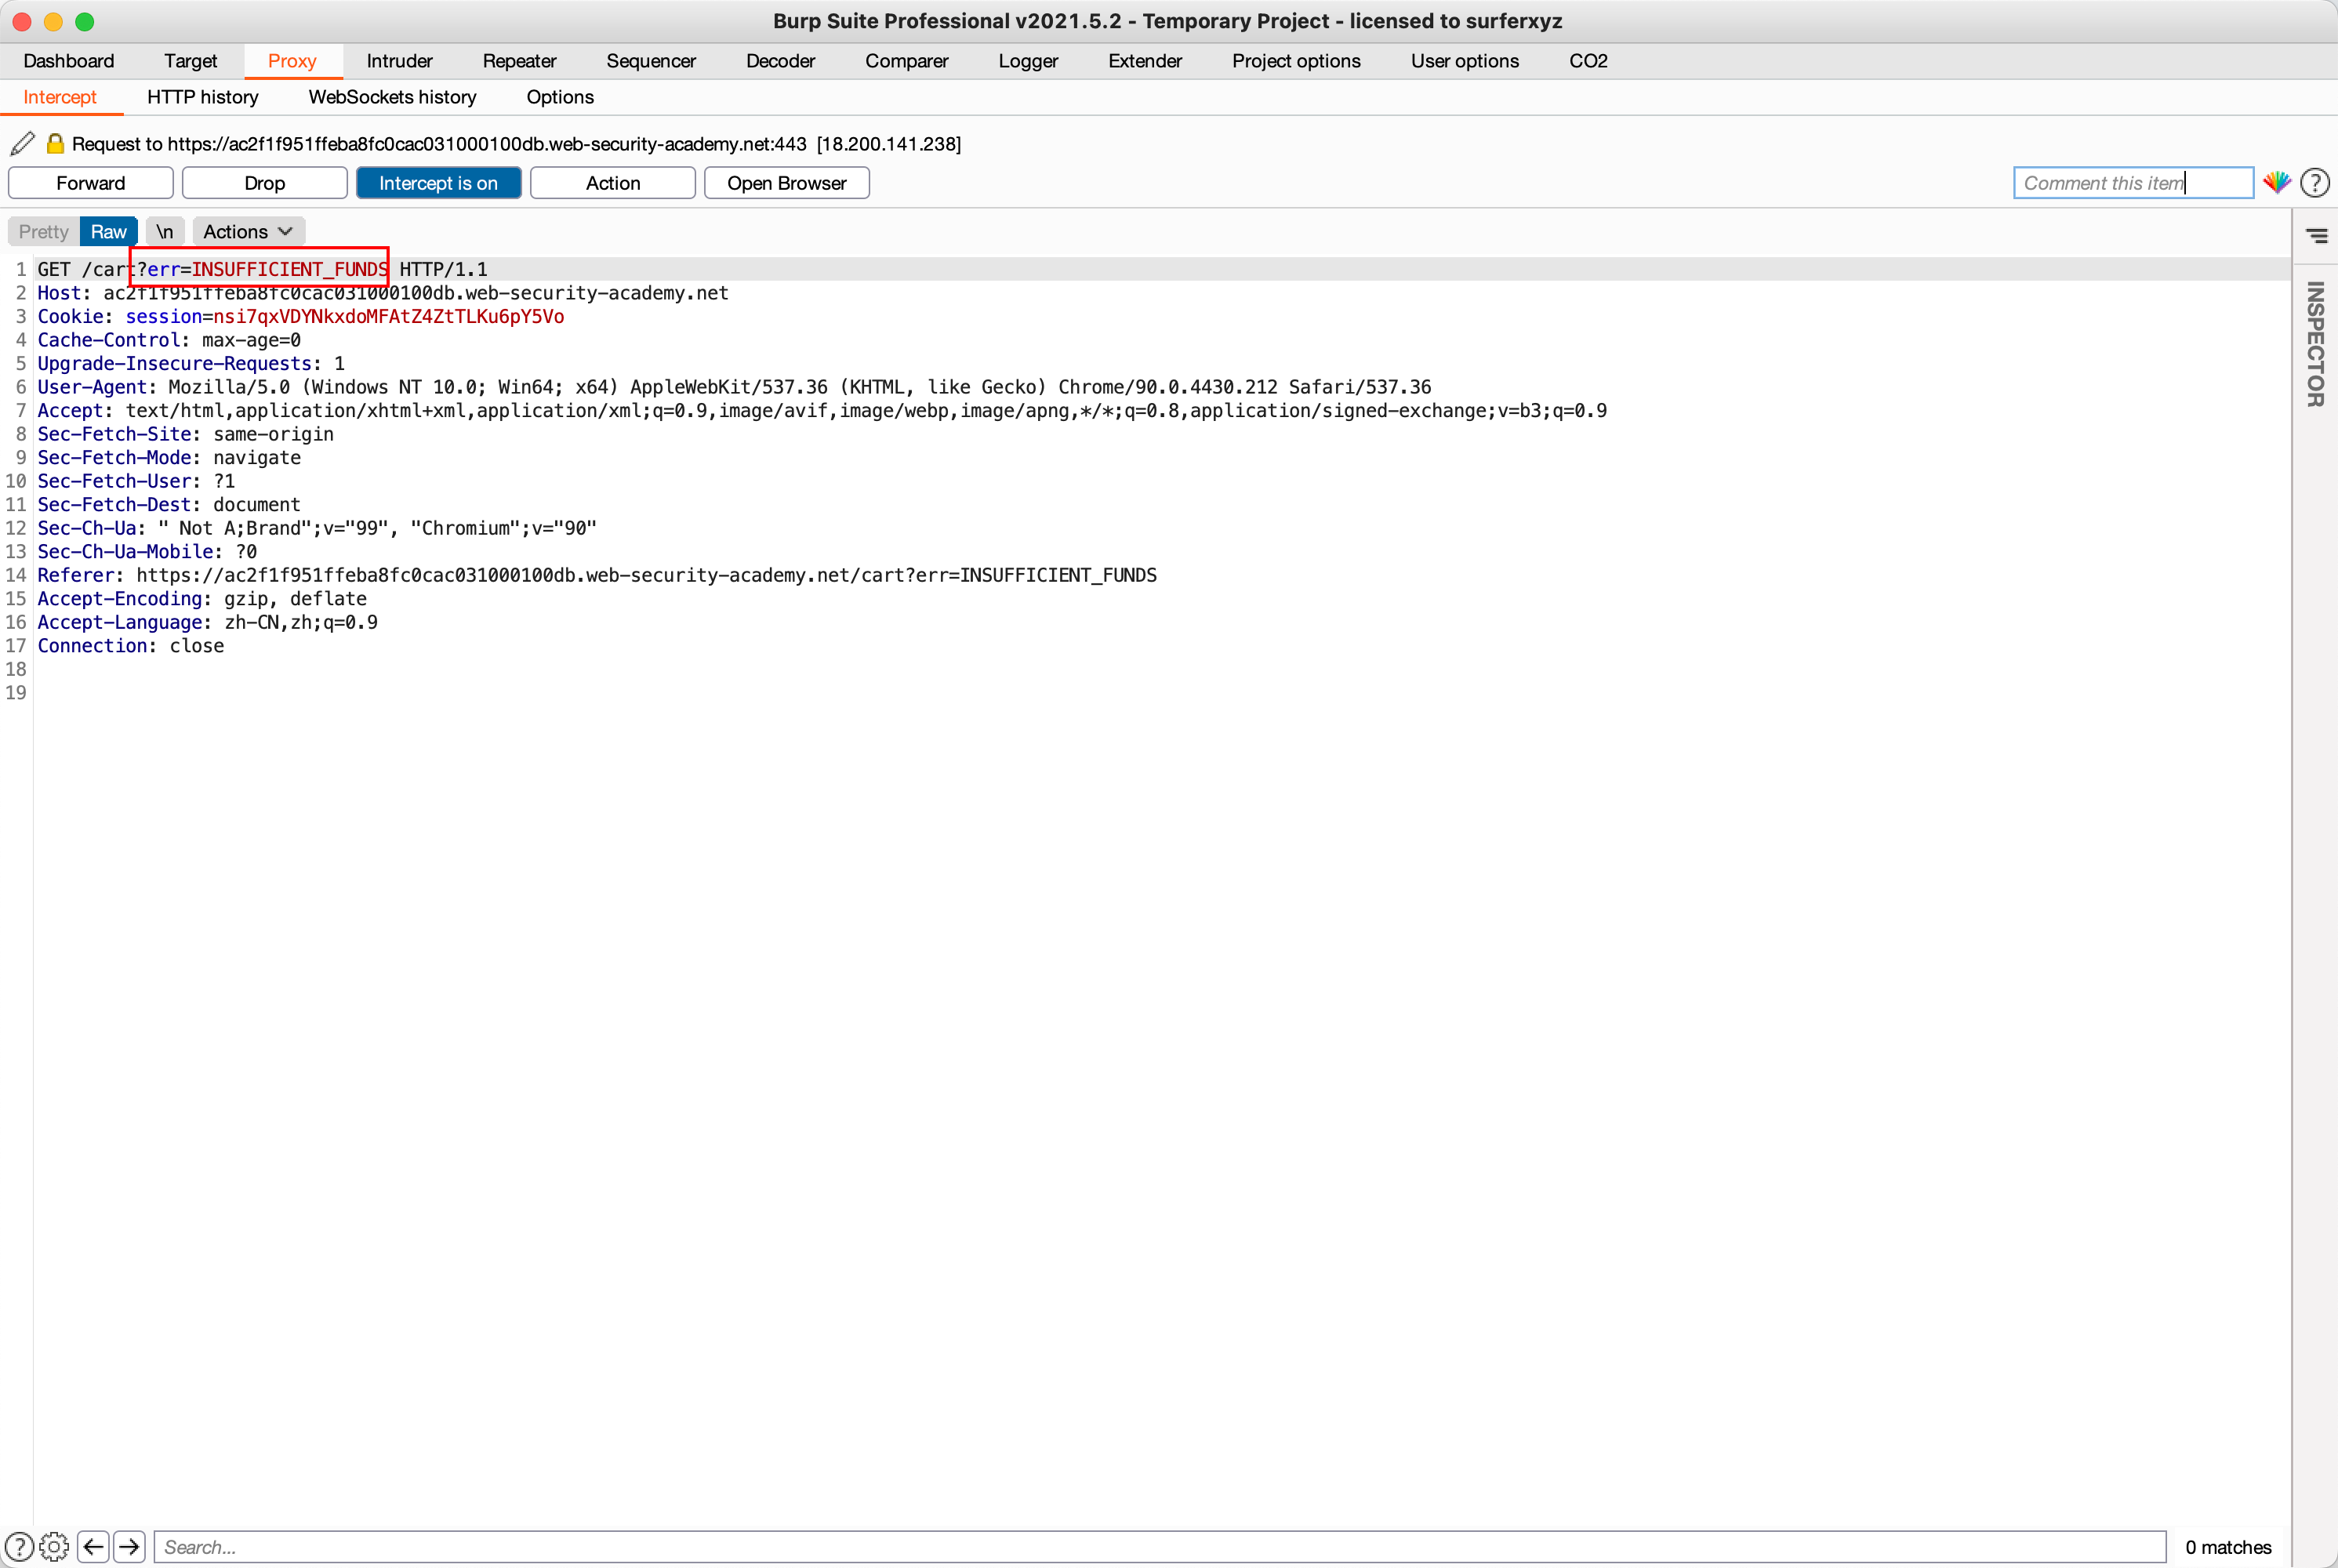 Burp Suite Professional v2021.5.2 - Temporary Project - licensed to surferxyz
Dashboard Target Proxy Intruder Repeater Sequencer Decoder Comparer Logger Extender Project options User options CO2
Intercept HTTP history WebSockets history Options
Request to https://ac2f1f951ffeba8fc0cac031000100db.web-security-academy.net:443 [18.200.141.238]
Forward Drop Intercept is on Action Open Browser Comment this item ?
Pretty Raw \n Actions
INSPECTOR
1 GET /cart?err=INSUFFICIENT_FUNDS HTTP/1.1
2 Host: ac2f1f951ffeba8fc0cac031000100db.web-security-academy.net
3 Cookie: session=nsi7qxVDYNkxdoMFAtZ4ZtTLKu6pY5Vo
4 Cache-Control: max-age=0
5 Upgrade-Insecure-Requests: 1
6 User-Agent: Mozilla/5.0 (Windows NT 10.0; Win64; x64) AppleWebKit/537.36 (KHTML, like Gecko) Chrome/90.0.4430.212 Safari/537.36
7 Accept: text/html,application/xhtml+xml,application/xml;q=0.9,image/avif,image/webp,image/apng,*/*;q=0.8,application/signed-exchange;v=b3;q=0.9
8 Sec-Fetch-Site: same-origin
9 Sec-Fetch-Mode: navigate
10 Sec-Fetch-User: ?1
11 Sec-Fetch-Dest: document
12 Sec-Ch-Ua: " Not A;Brand";v="99", "Chromium";v="90"
13 Sec-Ch-Ua-Mobile: ?0
14 Referer: https://ac2f1f951ffeba8fc0cac031000100db.web-security-academy.net/cart?err=INSUFFICIENT_FUNDS
15 Accept-Encoding: gzip, deflate
16 Accept-Language: zh-CN,zh;q=0.9
17 Connection: close
18
19
? Search... 0 matches